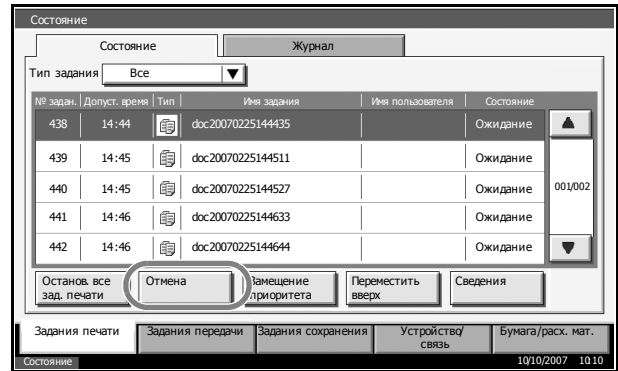 Состояние
Состояние Журнал
Тип задания Все
№ задан. Допуст. время Тип Имя задания Имя пользователя Состояние
438 14:44 doc20070225144435 Ожидание
439 14:45 doc20070225144511 Ожидание
440 14:45 doc20070225144527 Ожидание
441 14:46 doc20070225144633 Ожидание
442 14:46 doc20070225144644 Ожидание
001/002
Останов. все Отмена Замещение Переместить Сведения
зад. печати приоритета вверх
Задания печати Задания передачи Задания сохранения Устройство/ Бумага/расх. мат.
связь
Состояние 10/10/2007 10:10